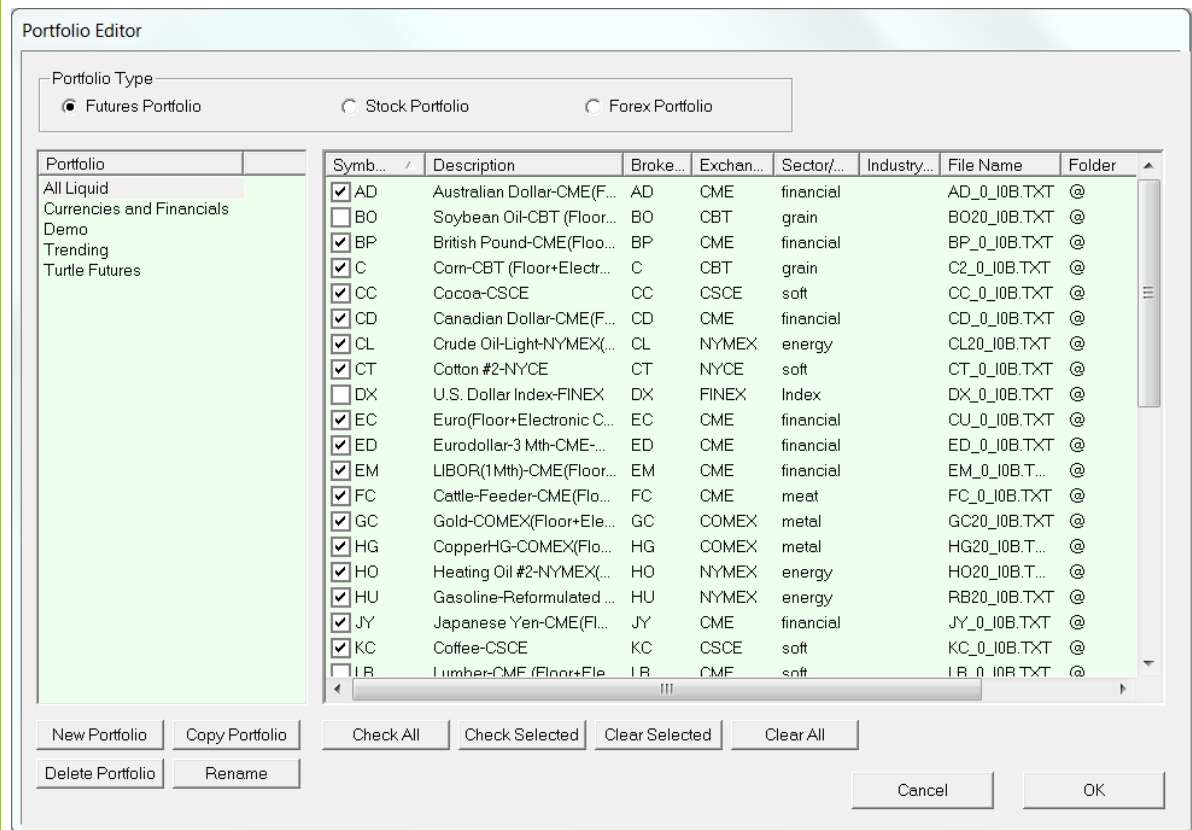 Portfolio Editor
Portfolio Type
Futures Portfolio Stock Portfolio Forex Portfolio
Portfolio
All Liquid
Currencies and Financials
Demo
Trending
Turtle Futures
Symb... Description Broke... Exchan... Sector/... Industry... File Name Folder
AD Australian Dollar-CME(F... AD CME financial AD_0_I0B.TXT @
BO Soybean Oil-CBT (Floor... BO CBT grain BO20_I0B.TXT @
BP British Pound-CME(Floo... BP CME financial BP_0_I0B.TXT @
C Corn-CBT (Floor+Electr... C CBT grain C2_0_I0B.TXT @
CC Cocoa-CSCE CC CSCE soft CC_0_I0B.TXT @
CD Canadian Dollar-CME(F... CD CME financial CD_0_I0B.TXT @
CL Crude Oil-Light-NYMEX(... CL NYMEX energy CL20_I0B.TXT @
CT Cotton #2-NYCE CT NYCE soft CT_0_I0B.TXT @
DX U.S. Dollar Index-FINEX DX FINEX Index DX_0_I0B.TXT @
EC Euro(Floor+Electronic C... EC CME financial CU_0_I0B.TXT @
ED Eurodollar-3 Mth-CME-... ED CME financial ED_0_I0B.TXT @
EM LIBOR(1Mth)-CME(Floor... EM CME financial EM_0_I0B.T... @
FC Cattle-Feeder-CME(Flo... FC CME meat FC_0_I0B.TXT @
GC Gold-COMEX(Floor+Ele... GC COMEX metal GC20_I0B.TXT @
HG CopperHG-COMEX(Flo... HG COMEX metal HG20_I0B.T... @
HO Heating Oil #2-NYMEX(... HO NYMEX energy HO20_I0B.T... @
HU Gasoline-Reformulated ... HU NYMEX energy RB20_I0B.TXT @
JY Japanese Yen-CME(Fl... JY CME financial JY_0_I0B.TXT @
KC Coffee-CSCE KC CSCE soft KC_0_I0B.TXT @
LB Lumber-CME (Floor+Ele... LB CME soft LB_0_I0B.TXT @
New Portfolio Copy Portfolio Check All Check Selected Clear Selected Clear All
Delete Portfolio Rename
Cancel OK